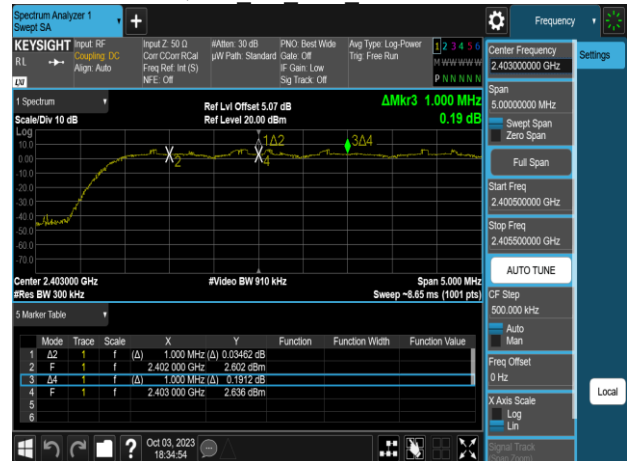 Spectrum Analyzer 1
Swept SA
+
Frequency
KEYSIGHT Input: RF Input Z: 50 Ω #Atten: 30 dB PNO: Best Wide Avg Type: Log-Power 1 2 3 4 5 6
RL Coupling: DC Corr CCorr RCal µW Path: Standard Gate: Off Trig: Free Run M W W W W W
Align: Auto Freq Ref: Int (S) IF Gain: Low
NFE: Off Sig Track: Off P N N N N N
LXI
1 Spectrum
Scale/Div 10 dB
Ref Lvl Offset 5.07 dB
Ref Level 20.00 dBm
ΔMkr3 1.000 MHz
0.19 dB
Log
10.0
0.00
-10.0
-20.0
-30.0
-40.0
-50.0
-60.0
-70.0
2
1Δ2
4
3Δ4
Center 2.403000 GHz #Video BW 910 kHz Span 5.000 MHz
#Res BW 300 kHz Sweep ~8.65 ms (1001 pts)
5 Marker Table
Mode Trace Scale X Y Function Function Width Function Value
1 Δ2 1 f (Δ) 1.000 MHz (Δ) 0.03462 dB
2 F 1 f 2.402 000 GHz 2.602 dBm
3 Δ4 1 f (Δ) 1.000 MHz (Δ) 0.1912 dB
4 F 1 f 2.403 000 GHz 2.636 dBm
5
6
Oct 03, 2023
18:34:54
?
Center Frequency
2.403000000 GHz
Settings
Span
5.00000000 MHz
Swept Span
Zero Span
Full Span
Start Freq
2.400500000 GHz
Stop Freq
2.405500000 GHz
AUTO TUNE
CF Step
500.000 kHz
Auto
Man
Freq Offset
0 Hz
X Axis Scale
Log
Lin
Local
Signal Track
(Span Zoom)